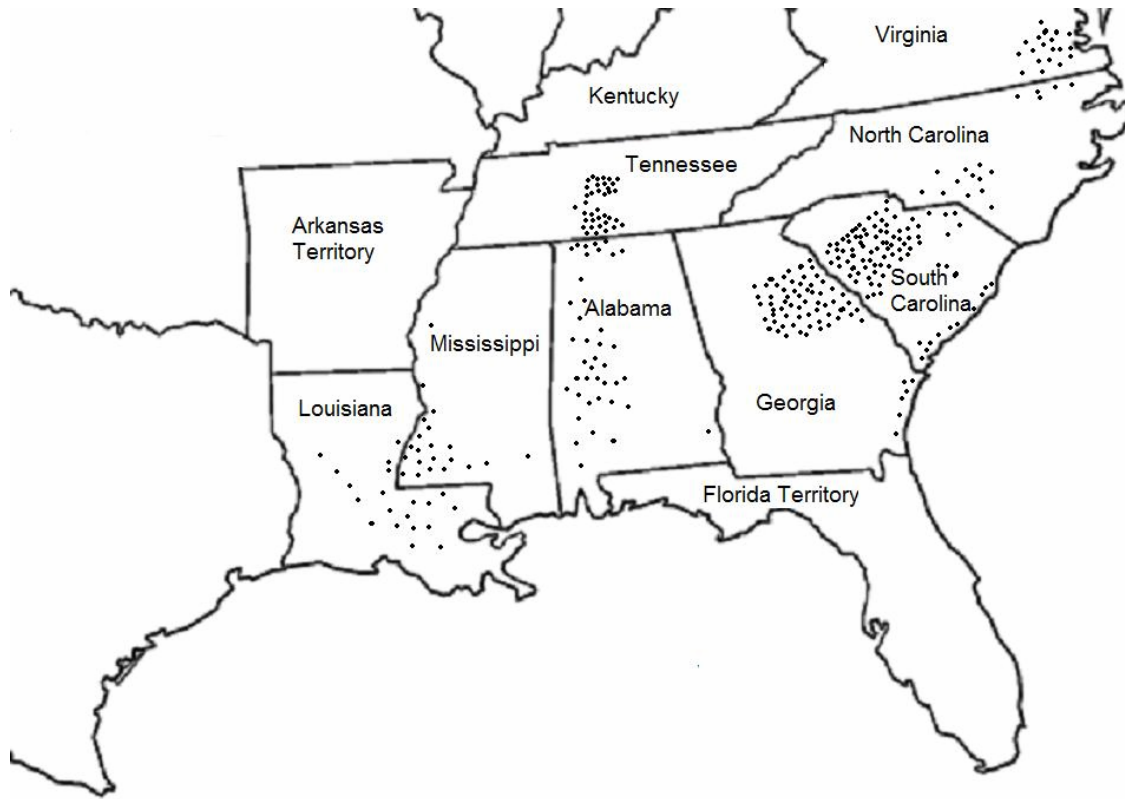 Virginia
Kentucky
North Carolina
Tennessee
Arkansas
Territory
South
Carolina
Alabama
Mississippi
Georgia
Louisiana
Florida Territory